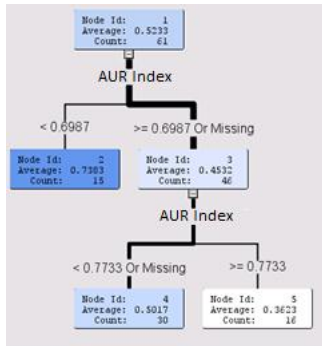 Node Id: 1
Average: 0.5233
Count: 61
AUR Index
< 0.6987
>= 0.6987 Or Missing
Node Id: 2
Average: 0.7383
Count: 15
Node Id: 3
Average: 0.4532
Count: 46
AUR Index
< 0.7733 Or Missing
>= 0.7733
Node Id: 4
Average: 0.5017
Count: 30
Node Id: 5
Average: 0.3623
Count: 16